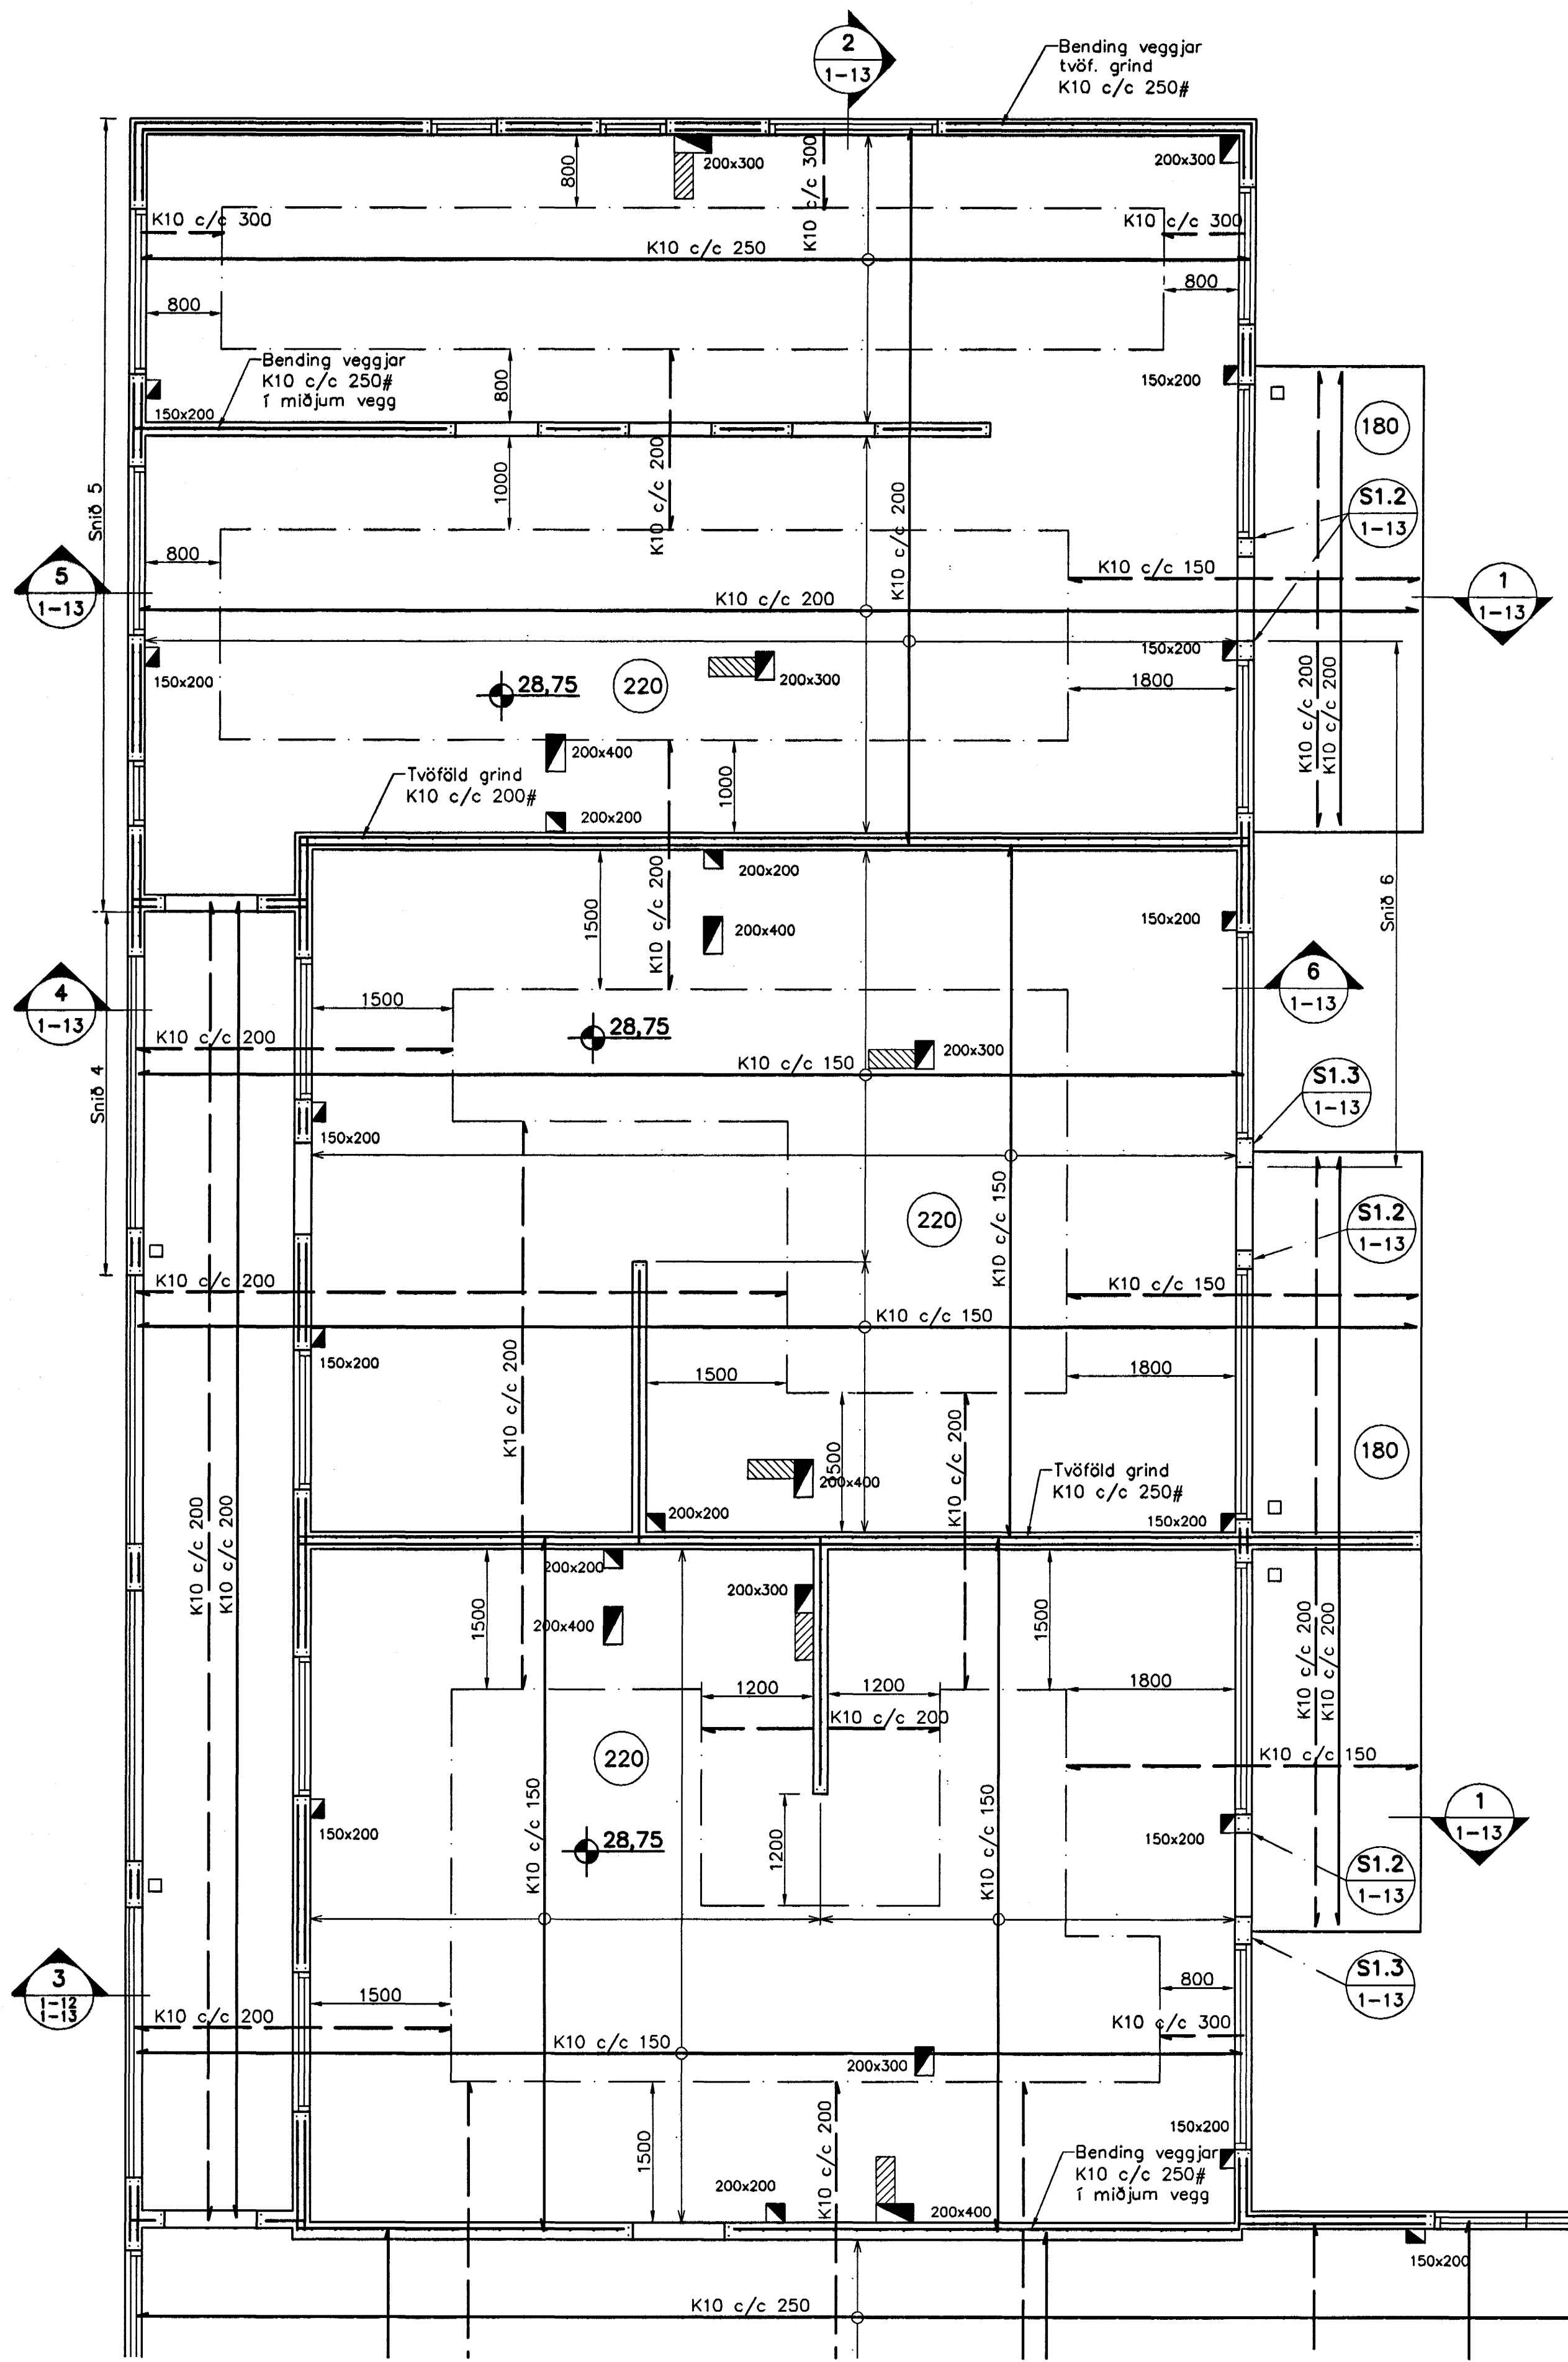 2
1-13
Bending veggjar
tvöf. grind
K10 c/c 250#
800
200x300
K10 c/c 300
200x300
K10 c/c 300
K10 c/c 300
K10 c/c 250
800
800
Bending veggjar
K10 c/c 250#
í miðjum vegg
800
150x200
150x200
180
Snið 5
1000
K10 c/c 200
K10 c/c 200
S1.2
1-13
800
K10 c/c 150
5
1-13
1
1-13
K10 c/c 200
150x200
150x200
28,75
220
200x300
1800
K10 c/c 200
K10 c/c 200
200x400
Tvöföld grind
K10 c/c 200#
1000
200x200
200x200
1500
K10 c/c 200
200x400
150x200
Snið 6
4
1-13
1500
6
1-13
K10 c/c 200
28,75
200x300
K10 c/c 150
Snið 4
S1.3
1-13
150x200
K10 c/c 150
220
S1.2
1-13
K10 c/c 200
K10 c/c 150
K10 c/c 150
150x200
K10 c/c 200
1500
1800
1500
K10 c/c 200
180
200x400
Tvöföld grind
K10 c/c 250#
200x200
150x200
K10 c/c 200
K10 c/c 200
200x200
200x300
1500
200x400
1500
1200
1200
1800
K10 c/c 200
K10 c/c 200
K10 c/c 200
220
K10 c/c 150
K10 c/c 150
K10 c/c 150
1
1-13
150x200
28,75
1200
150x200
S1.2
1-13
3
1-12
1-13
1500
800
S1.3
1-13
K10 c/c 200
K10 c/c 150
K10 c/c 300
200x300
1500
K10 c/c 200
150x200
Bending veggjar
K10 c/c 250#
í miðjum vegg
200x200
200x400
150x200
K10 c/c 250